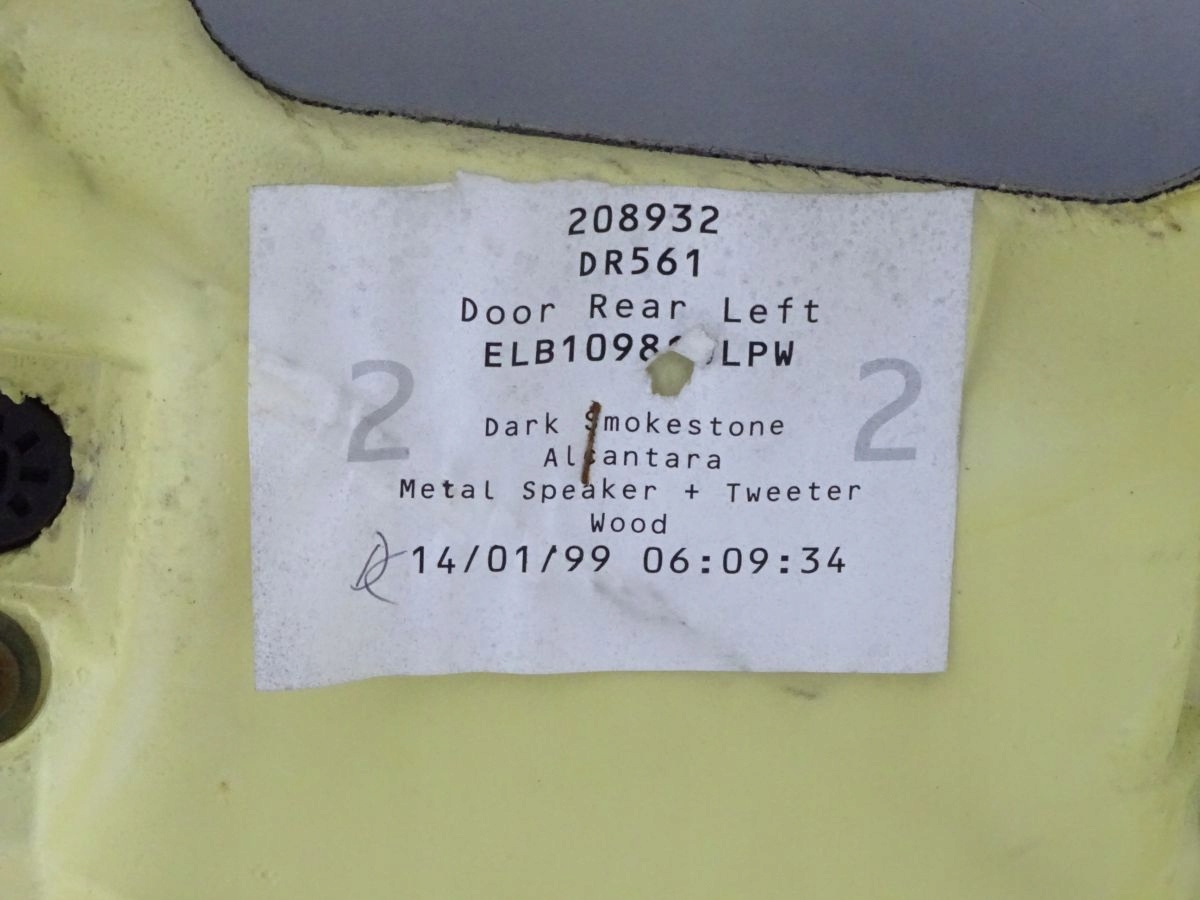 208932
DR561
Door Rear Left
2 2
Dark Smokestone
Alcantara
Metal Speaker + Tweeter
Wood
14/01/99 06:09:34